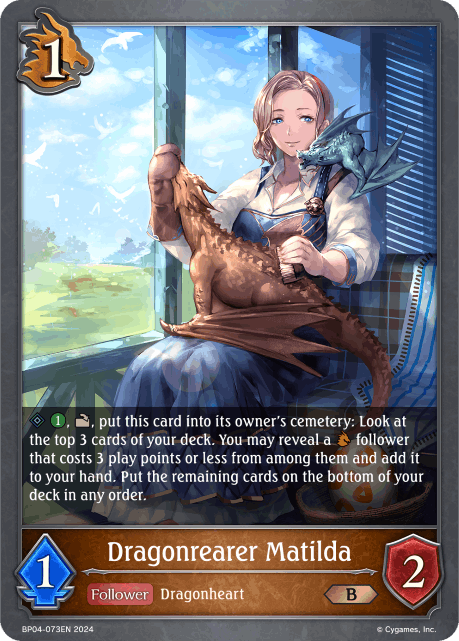 1
1, , put this card into its owner's cemetery: Look at
the top 3 cards of your deck. You may reveal a follower
that costs 3 play points or less from among them and add it
to your hand. Put the remaining cards on the bottom of your
deck in any order.
Dragonrearer Matilda
1
Follower Dragonheart B
2
BP04-073EN 2024 © Cygames, Inc.